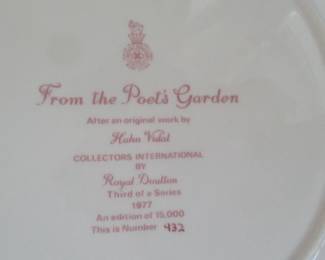 From the Poet's Garden
After an original work by
Hahn Vidal
COLLECTORS INTERNATIONAL
BY
Royal Doulton
Third of a Series
1977
An edition of 15,000
This is Number 932